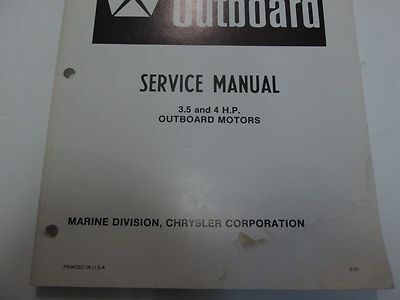 Outboard
SERVICE MANUAL
3.5 and 4 H.P.
OUTBOARD MOTORS
MARINE DIVISION, CHRYSLER CORPORATION
PRINTED IN U.S.A.